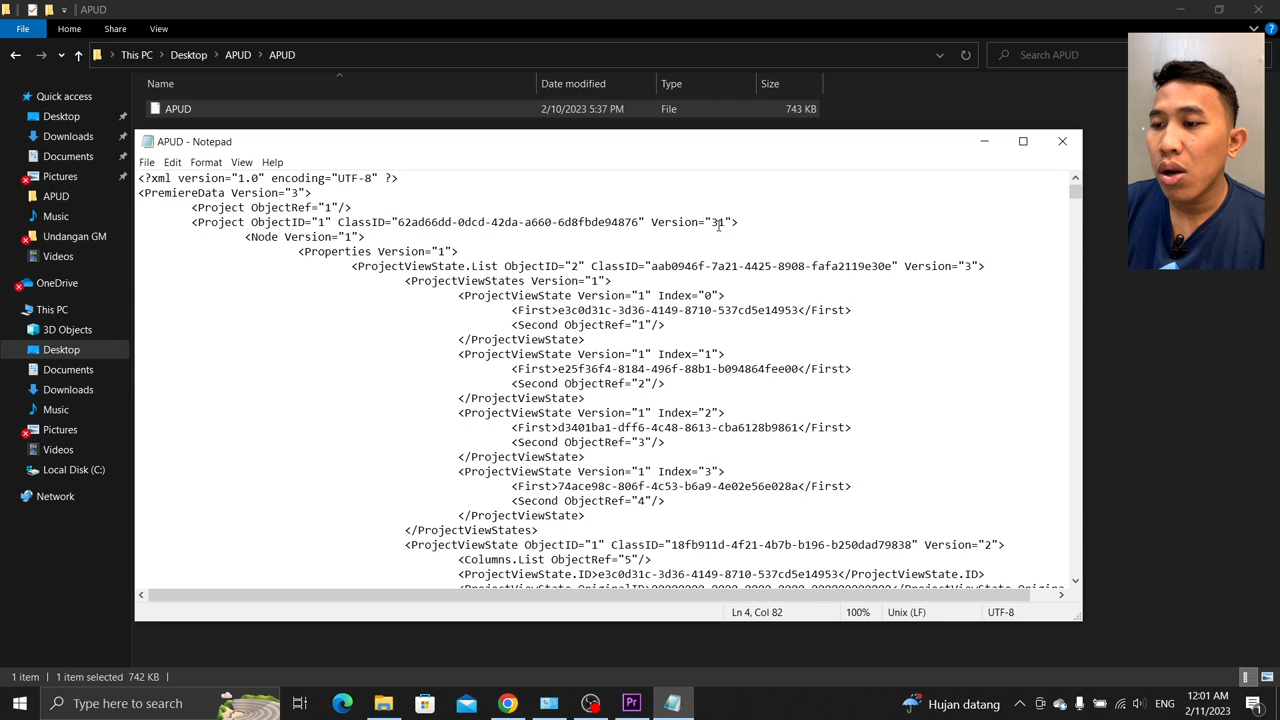 APUD
File Home Share View
This PC Desktop APUD APUD Search APUD
Name Date modified Type Size
APUD 2/10/2023 5:37 PM File 743 KB
Quick access
Desktop
Downloads
Documents
Pictures
APUD
Music
Undangan GM
Videos
OneDrive
This PC
3D Objects
Desktop
Documents
Downloads
Music
Pictures
Videos
Local Disk (C:)
Network
APUD - Notepad
File Edit Format View Help
<?xml version="1.0" encoding="UTF-8" ?>
<PremiereData Version="3">
<Project ObjectRef="1"/>
<Project ObjectID="1" ClassID="62ad66dd-0dcd-42da-a660-6d8fbde94876" Version="31">
<Node Version="1">
<Properties Version="1">
<ProjectViewState.List ObjectID="2" ClassID="aab0946f-7a21-4425-8908-fafa2119e30e" Version="3">
<ProjectViewStates Version="1">
<ProjectViewState Version="1" Index="0">
<First>e3c0d31c-3d36-4149-8710-537cd5e14953</First>
<Second ObjectRef="1"/>
</ProjectViewState>
<ProjectViewState Version="1" Index="1">
<First>e25f36f4-8184-496f-88b1-b094864fee00</First>
<Second ObjectRef="2"/>
</ProjectViewState>
<ProjectViewState Version="1" Index="2">
<First>d3401ba1-dff6-4c48-8613-cba6128b9861</First>
<Second ObjectRef="3"/>
</ProjectViewState>
<ProjectViewState Version="1" Index="3">
<First>74ace98c-806f-4c53-b6a9-4e02e56e028a</First>
<Second ObjectRef="4"/>
</ProjectViewState>
</ProjectViewStates>
<ProjectViewState ObjectID="1" ClassID="18fb911d-4f21-4b7b-b196-b250dad79838" Version="2">
<Columns.List ObjectRef="5"/>
<ProjectViewState.ID>e3c0d31c-3d36-4149-8710-537cd5e14953</ProjectViewState.ID>
Ln 4, Col 82 100% Unix (LF) UTF-8
1 item 1 item selected 742 KB
Type here to search Pr Hujan datang ENG 12:01 AM
2/11/2023